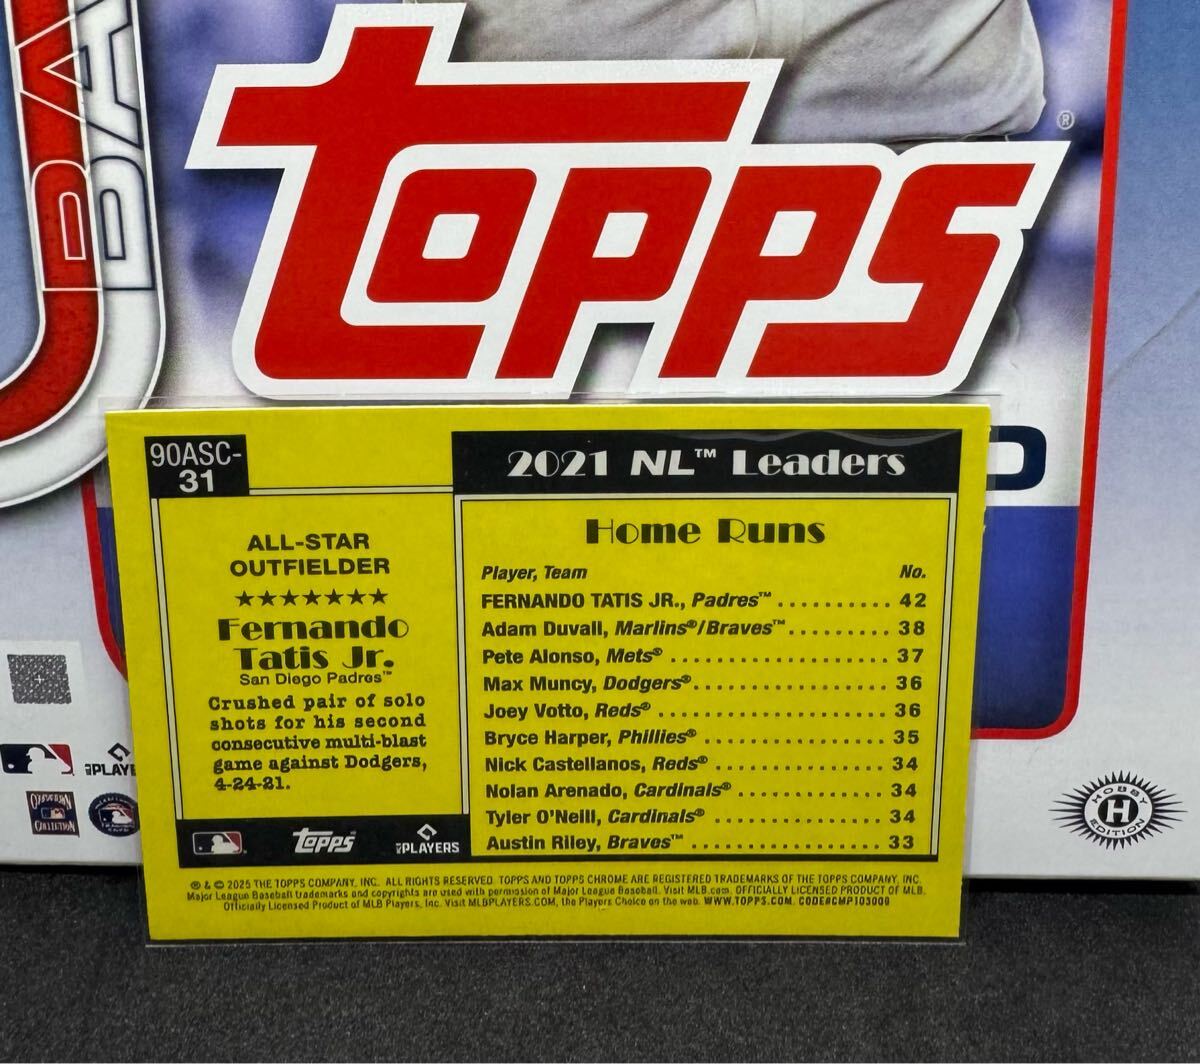 topps
®
90ASC-
31
ALL-STAR
OUTFIELDER
★★★★★★★
Fernando
Tatis Jr.
San Diego Padres™
Crushed pair of solo
shots for his second
consecutive multi-blast
game against Dodgers,
4-24-21.
topps
PLAYERS
2021 NL™ Leaders
Home Runs
Player, Team No.
FERNANDO TATIS JR., Padres™ .......... 42
Adam Duvall, Marlins®/Braves™......... 38
Pete Alonso, Mets® .................... 37
Max Muncy, Dodgers®.................. 36
Joey Votto, Reds® ..................... 36
Bryce Harper, Phillies® ................ 35
Nick Castellanos, Reds® ............... 34
Nolan Arenado, Cardinals® ............ 34
Tyler O'Neill, Cardinals® .............. 34
Austin Riley, Braves™ ................. 33
® & © 2025 THE TOPPS COMPANY, INC. ALL RIGHTS RESERVED. TOPPS AND TOPPS CHROME ARE REGISTERED TRADEMARKS OF THE TOPPS COMPANY, INC.
Major League Baseball trademarks and copyrights are used with permission of Major League Baseball. Visit MLB.com. OFFICIALLY LICENSED PRODUCT OF MLB
Officially Licensed Product of MLB Players, Inc. Visit MLBPLAYERS.COM, the Players Choice on the web. WWW.TOPPS.COM. CODE#CMP103006
HOBBY
H
EDITION